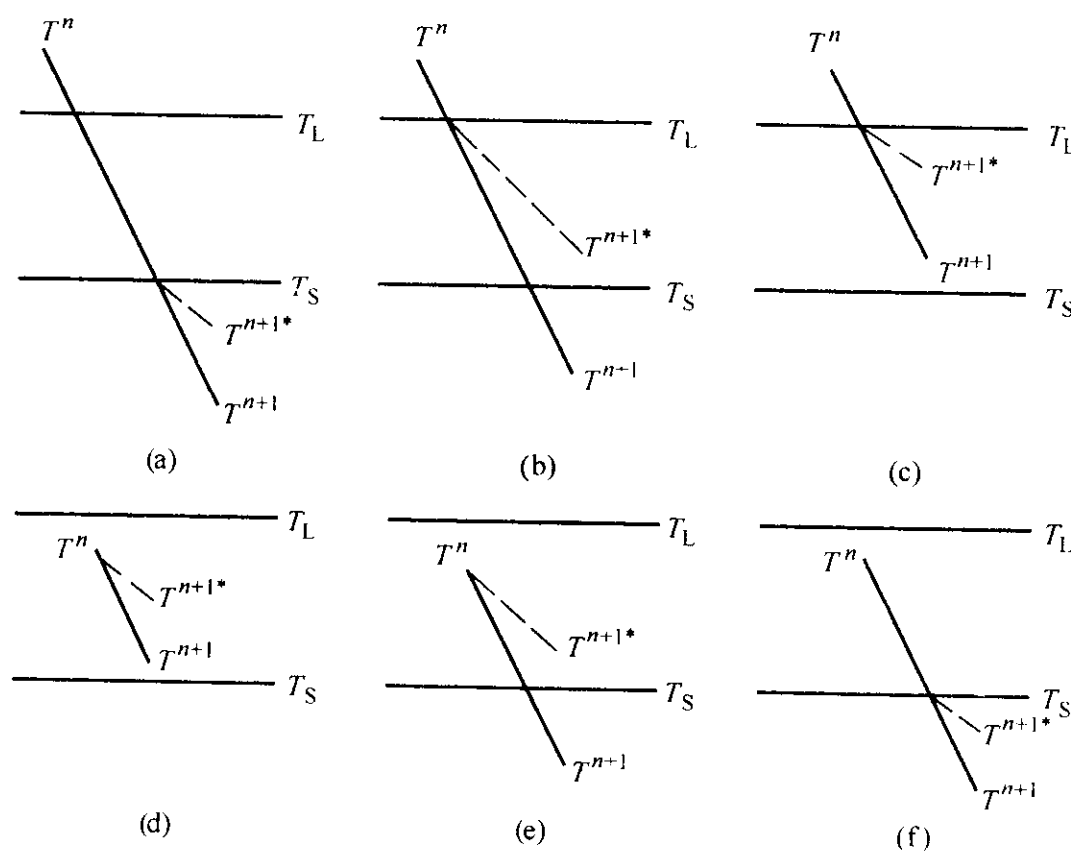 T^n
T_L
T_S
T^{n+1*}
T^{n+1}
(a)
T^n
T_L
T^{n+1*}
T_S
T^{n+1}
(b)
T^n
T_L
T^{n+1*}
T^{n+1}
T_S
(c)
T_L
T^n
T^{n+1*}
T^{n+1}
T_S
(d)
T_L
T^n
T^{n+1*}
T_S
T^{n+1}
(e)
T_L
T^n
T_S
T^{n+1*}
T^{n+1}
(f)